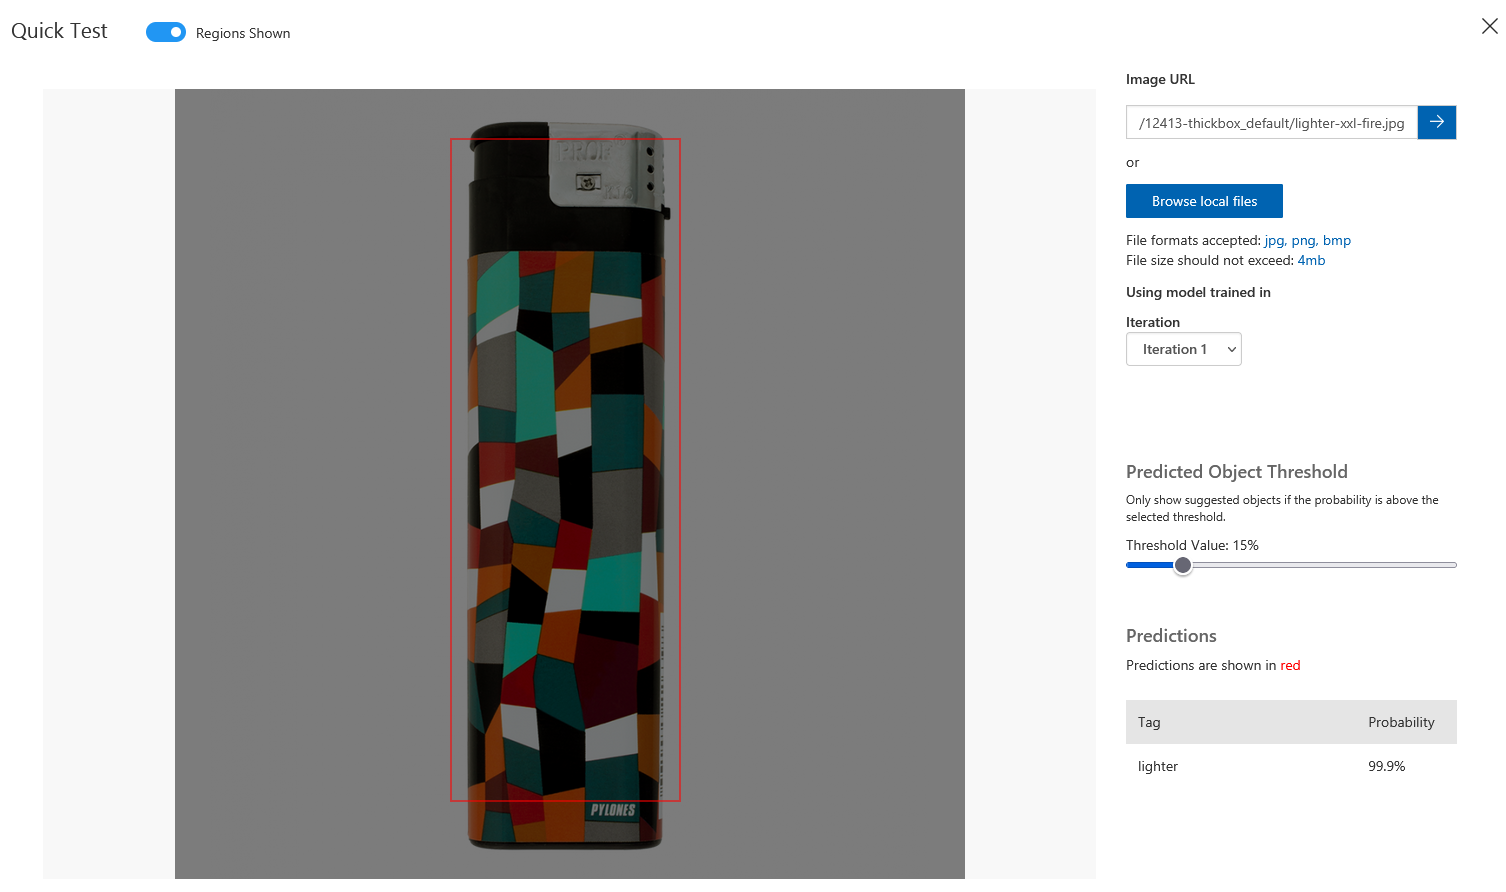 Quick Test
Regions Shown
Image URL
/12413-thickbox_default/lighter-xxl-fire.jpg
or
Browse local files
File formats accepted: jpg, png, bmp
File size should not exceed: 4mb
Using model trained in
Iteration
Iteration 1
Predicted Object Threshold
Only show suggested objects if the probability is above the
selected threshold.
Threshold Value: 15%
Predictions
Predictions are shown in red
Tag Probability
lighter 99.9%
PROF
PYLONES